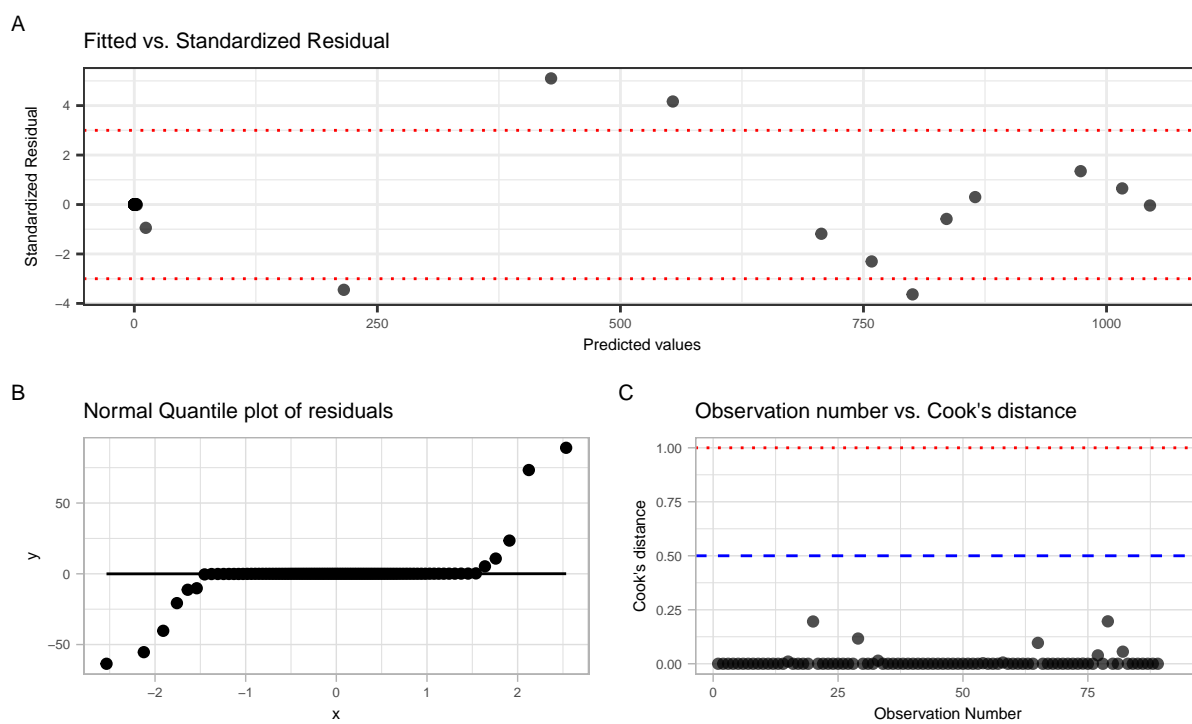 A
Fitted vs. Standardized Residual
Standardized Residual
4
2
0
−2
−4
0 250 500 750 1000
Predicted values
B
Normal Quantile plot of residuals
y
50
0
−50
−2 −1 0 1 2
x
C
Observation number vs. Cook's distance
Cook's distance
1.00
0.75
0.50
0.25
0.00
0 25 50 75
Observation Number